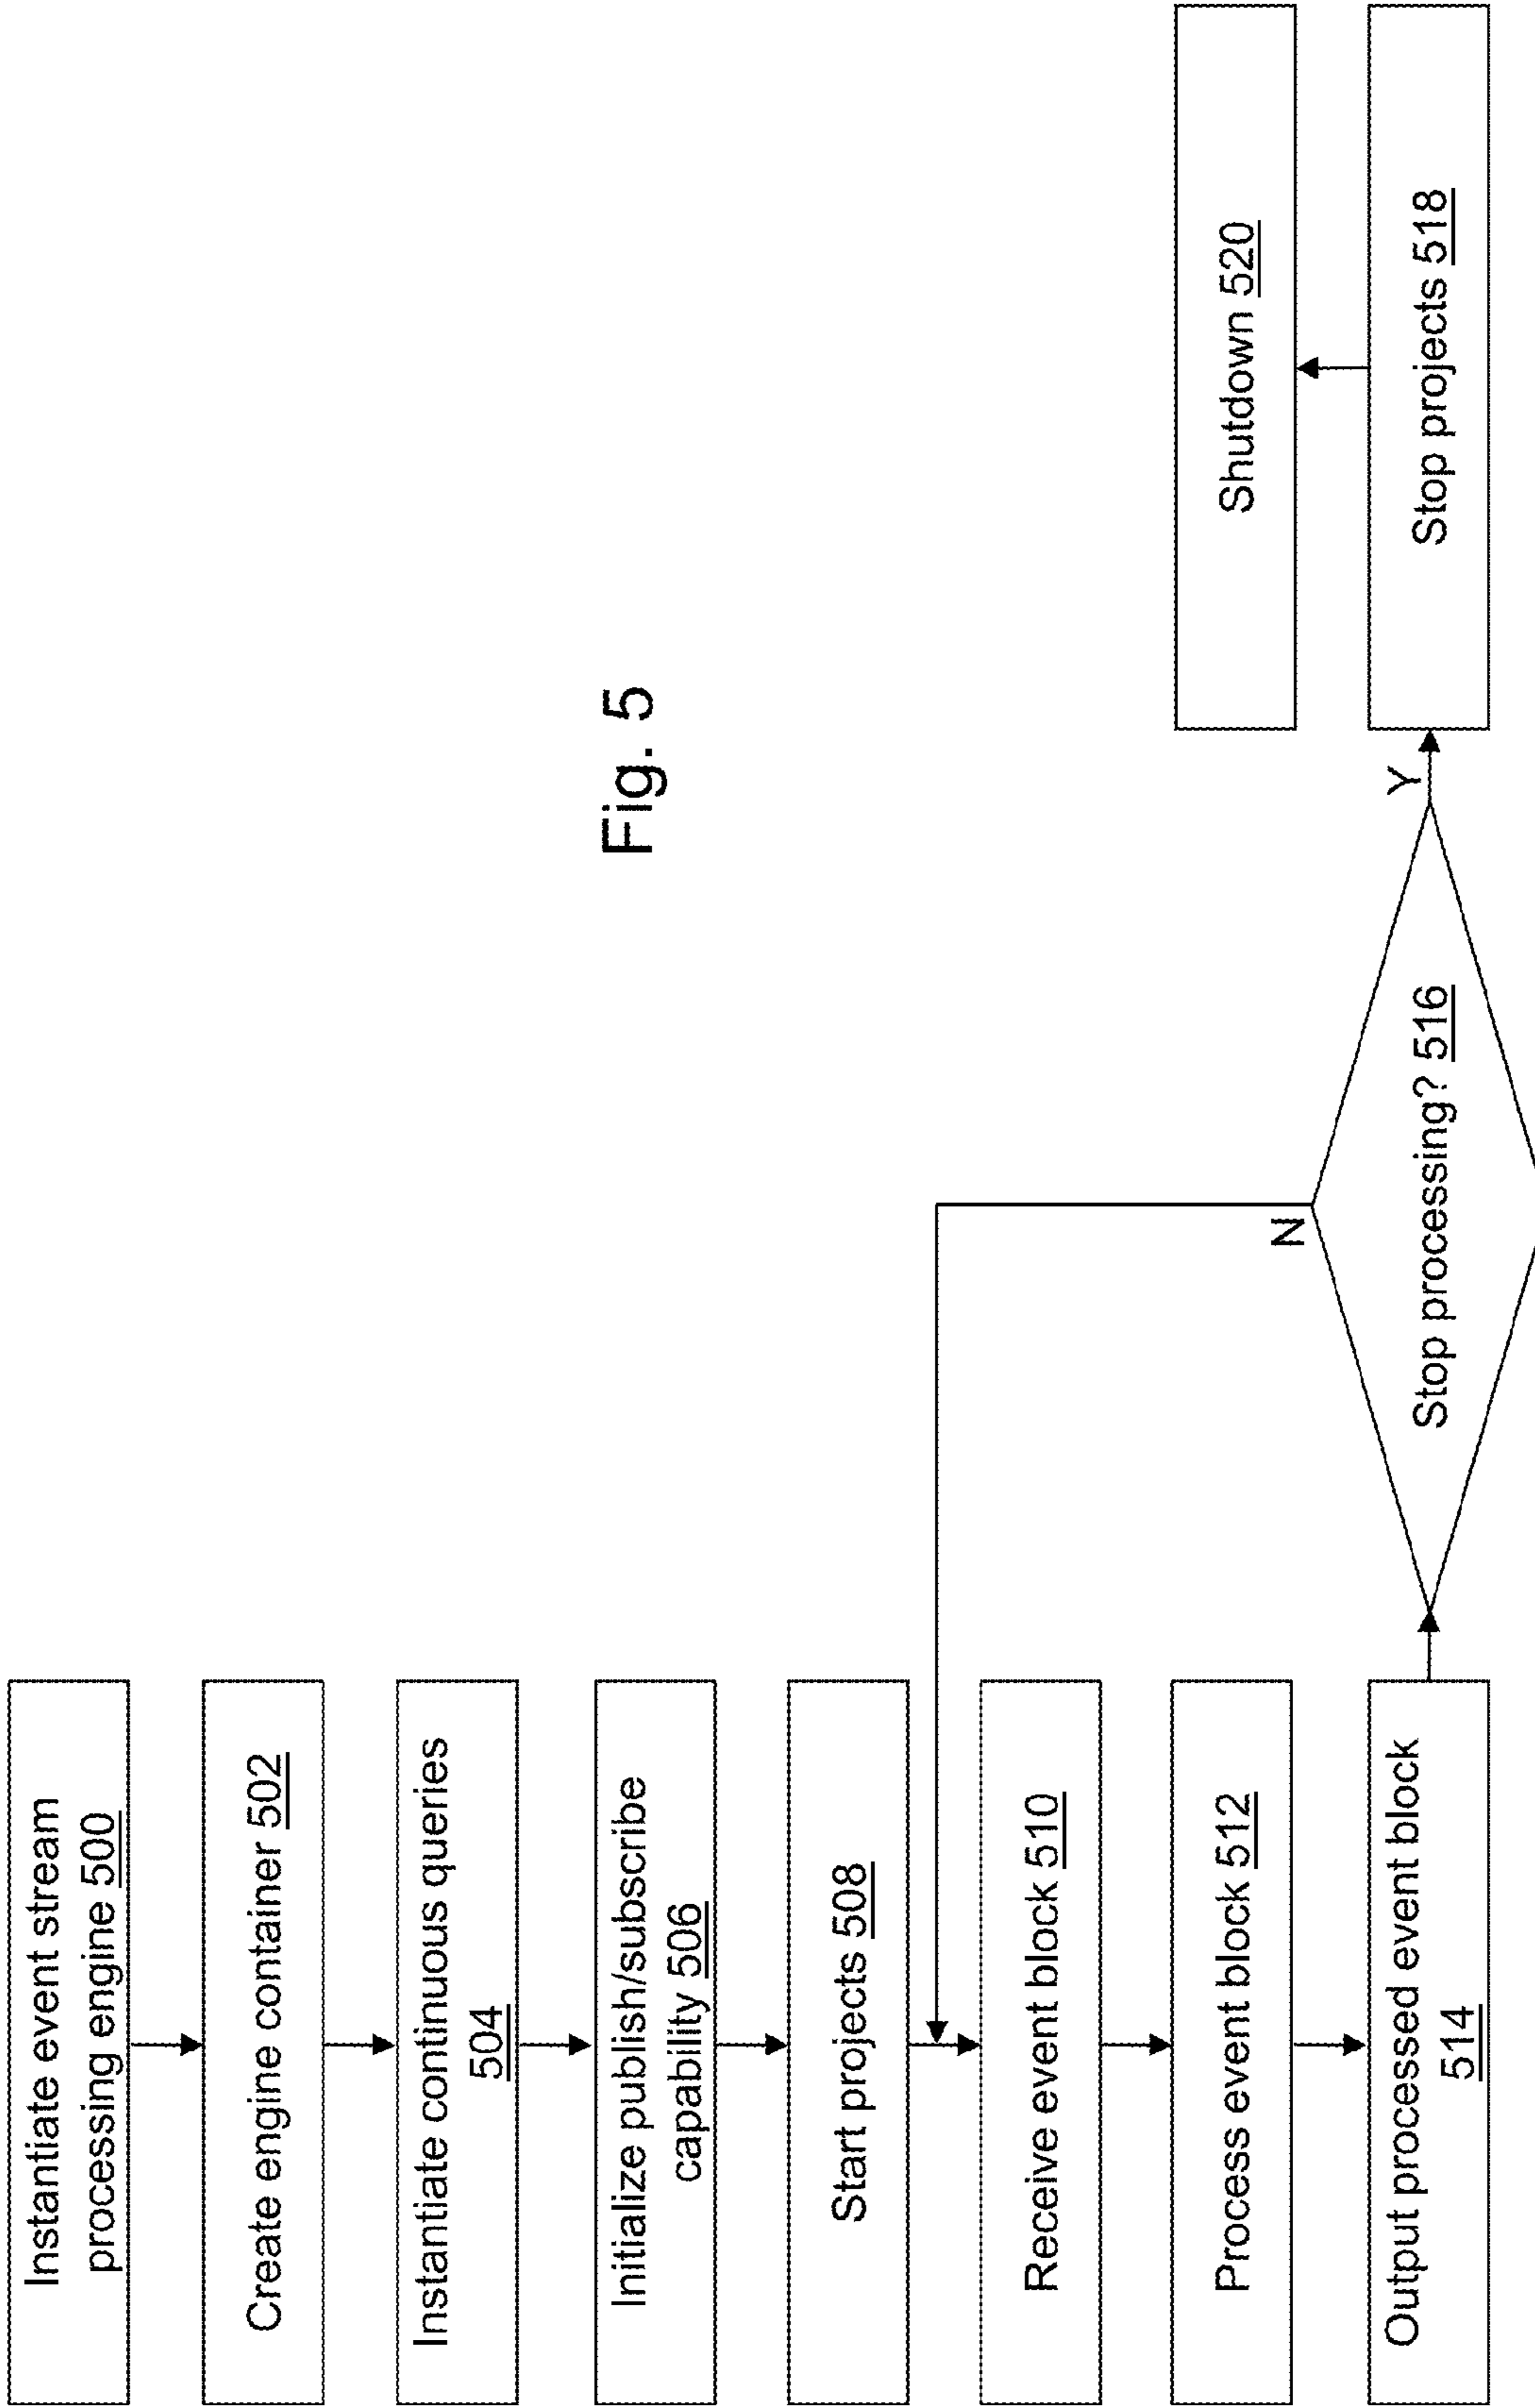 Instantiate event stream
processing engine 500
Create engine container 502
Instantiate continuous queries
504
Initialize publish/subscribe
capability 506
Start projects 508
Receive event block 510
Process event block 512
Output processed event block
514
Stop processing? 516
N
Y
Stop projects 518
Shutdown 520
Fig. 5